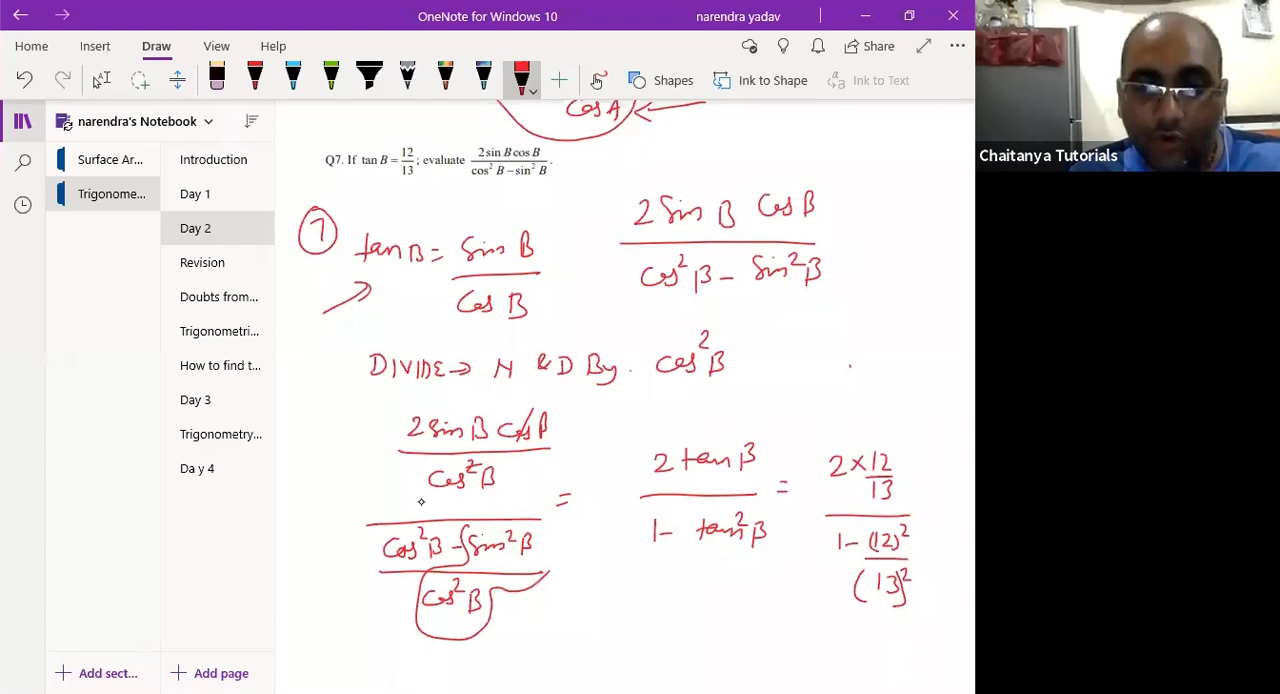 OneNote for Windows 10
narendra yadav
Home Insert Draw View Help
Share
Shapes Ink to Shape Ink to Text
narendra's Notebook
Surface Ar...
Trigonome...
Introduction
Day 1
Day 2
Revision
Doubts from...
Trigonometri...
How to find t...
Day 3
Trigonometry...
Da y 4
Add sect...
Add page
Cos A
Q7. If tan B = 12/13; evaluate 2 sin B cos B / cos² B – sin² B.
7
tan B = Sin B / Cos B
2 Sin B Cos B / Cos² B – Sin² B
DIVIDE → N & D By. Cos² B
2 Sin B Cos B / Cos² B
Cos² B – Sin² B / Cos² B
= 2 tan B / 1 – tan² B = 2 × 12/13 / 1 – (12)²/(13)²
Chaitanya Tutorials